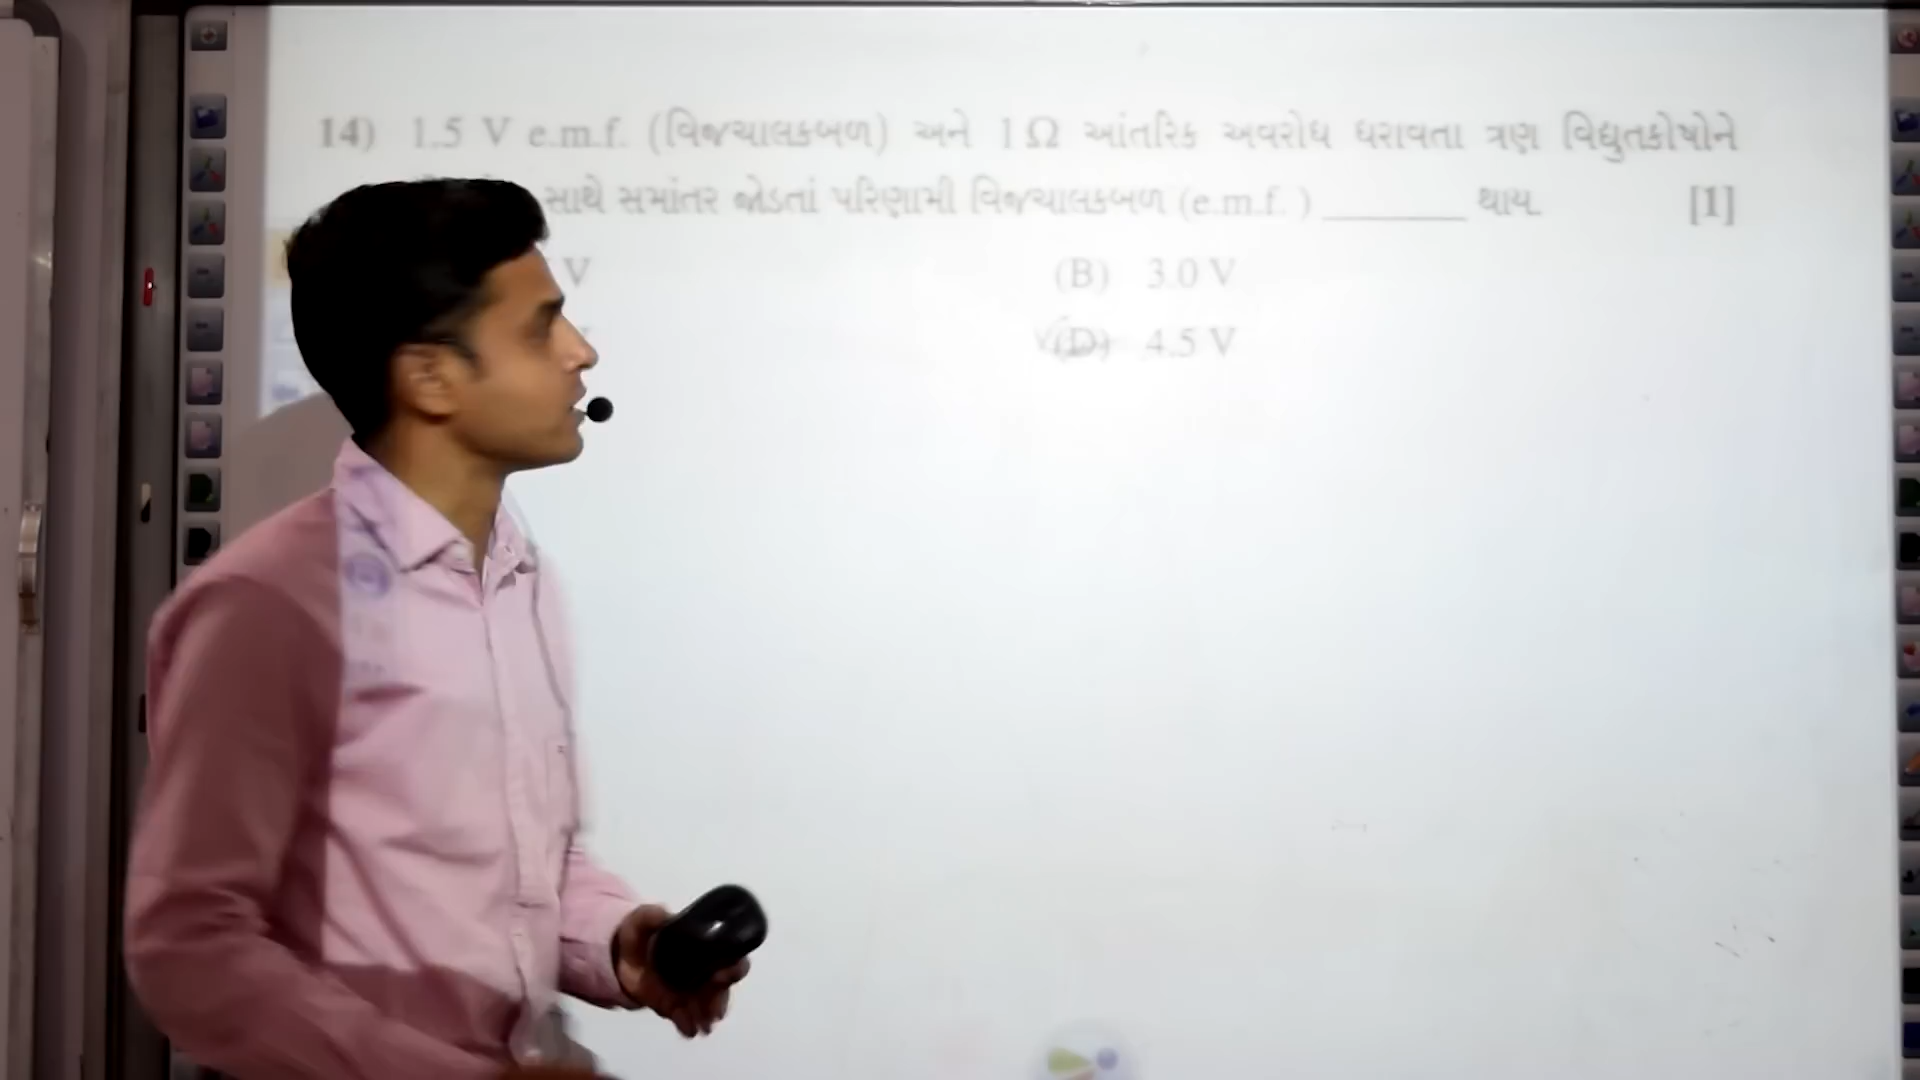 14) 1.5 V e.m.f. (વિજચાલકબળ) અને 1 Ω આંતરિક અવરોધ ધરાવતા ત્રણ વિદ્યુતકોષોને
સાથે સમાંતર જોડતાં પરિણામી વિજચાલકબળ (e.m.f. ) ________ થાય. [1]
V (B) 3.0 V
(D) 4.5 V